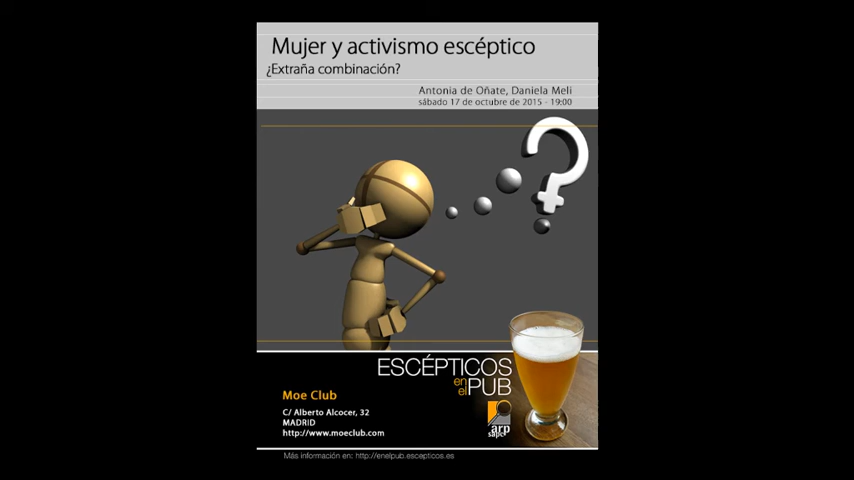 Mujer y activismo escéptico
¿Extraña combinación?
Antonia de Oñate, Daniela Meli
sábado 17 de octubre de 2015 - 19:00
ESCÉPTICOS
en el PUB
Moe Club
C/ Alberto Alcocer, 32
MADRID
http://www.moeclub.com
arp
sapc
Más información en: http://enelpub.escepticos.es